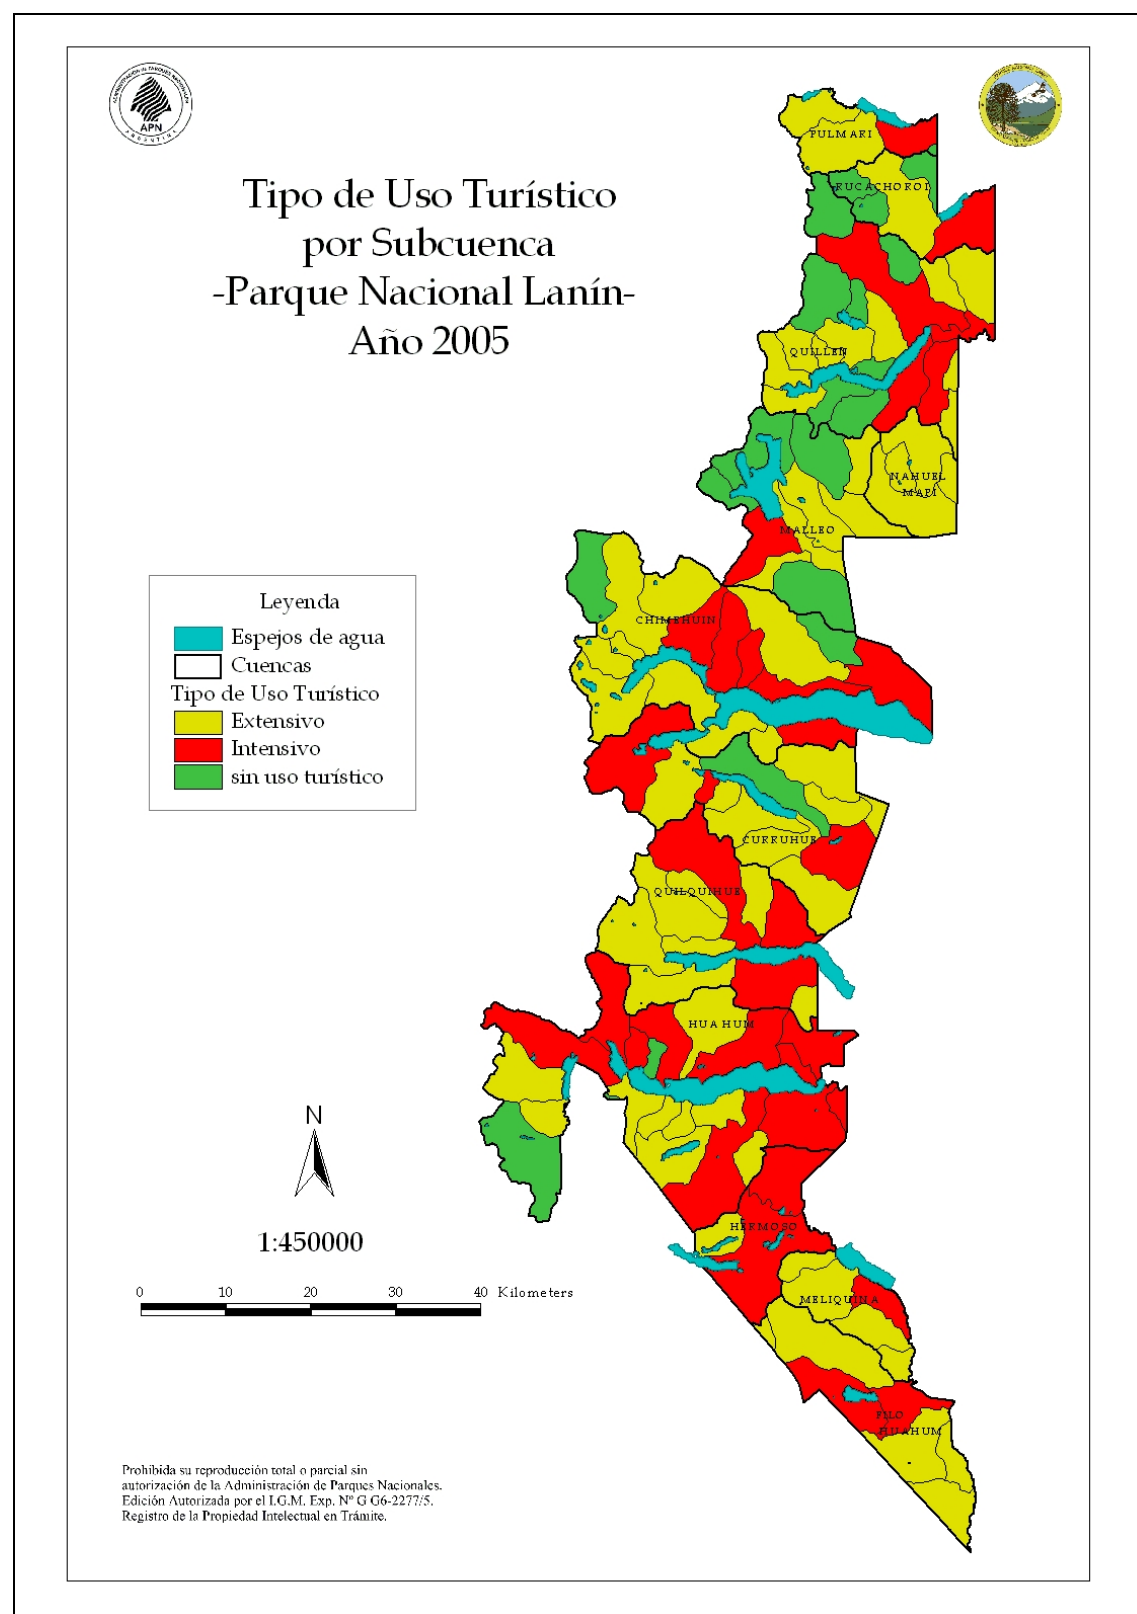 APN
ARGENTINA
Tipo de Uso Turístico
por Subcuenca
-Parque Nacional Lanín-
Año 2005
PULMARI
RUCACHOROI
QUILLEN
NAHUEL
MAPI
MALLEO
CHIMEHUIN
CURRUHUE
QUILQUIHUE
HUA HUM
HERMOSO
MELIQUINA
FILO
HUAHUM
Leyenda
Espejos de agua
Cuencas
Tipo de Uso Turístico
Extensivo
Intensivo
sin uso turístico
N
1:450000
0 10 20 30 40 Kilometers
Prohibida su reproducción total o parcial sin
autorización de la Administración de Parques Nacionales.
Edición Autorizada por el I.G.M. Exp. Nº G G6-2277/5.
Registro de la Propiedad Intelectual en Trámite.